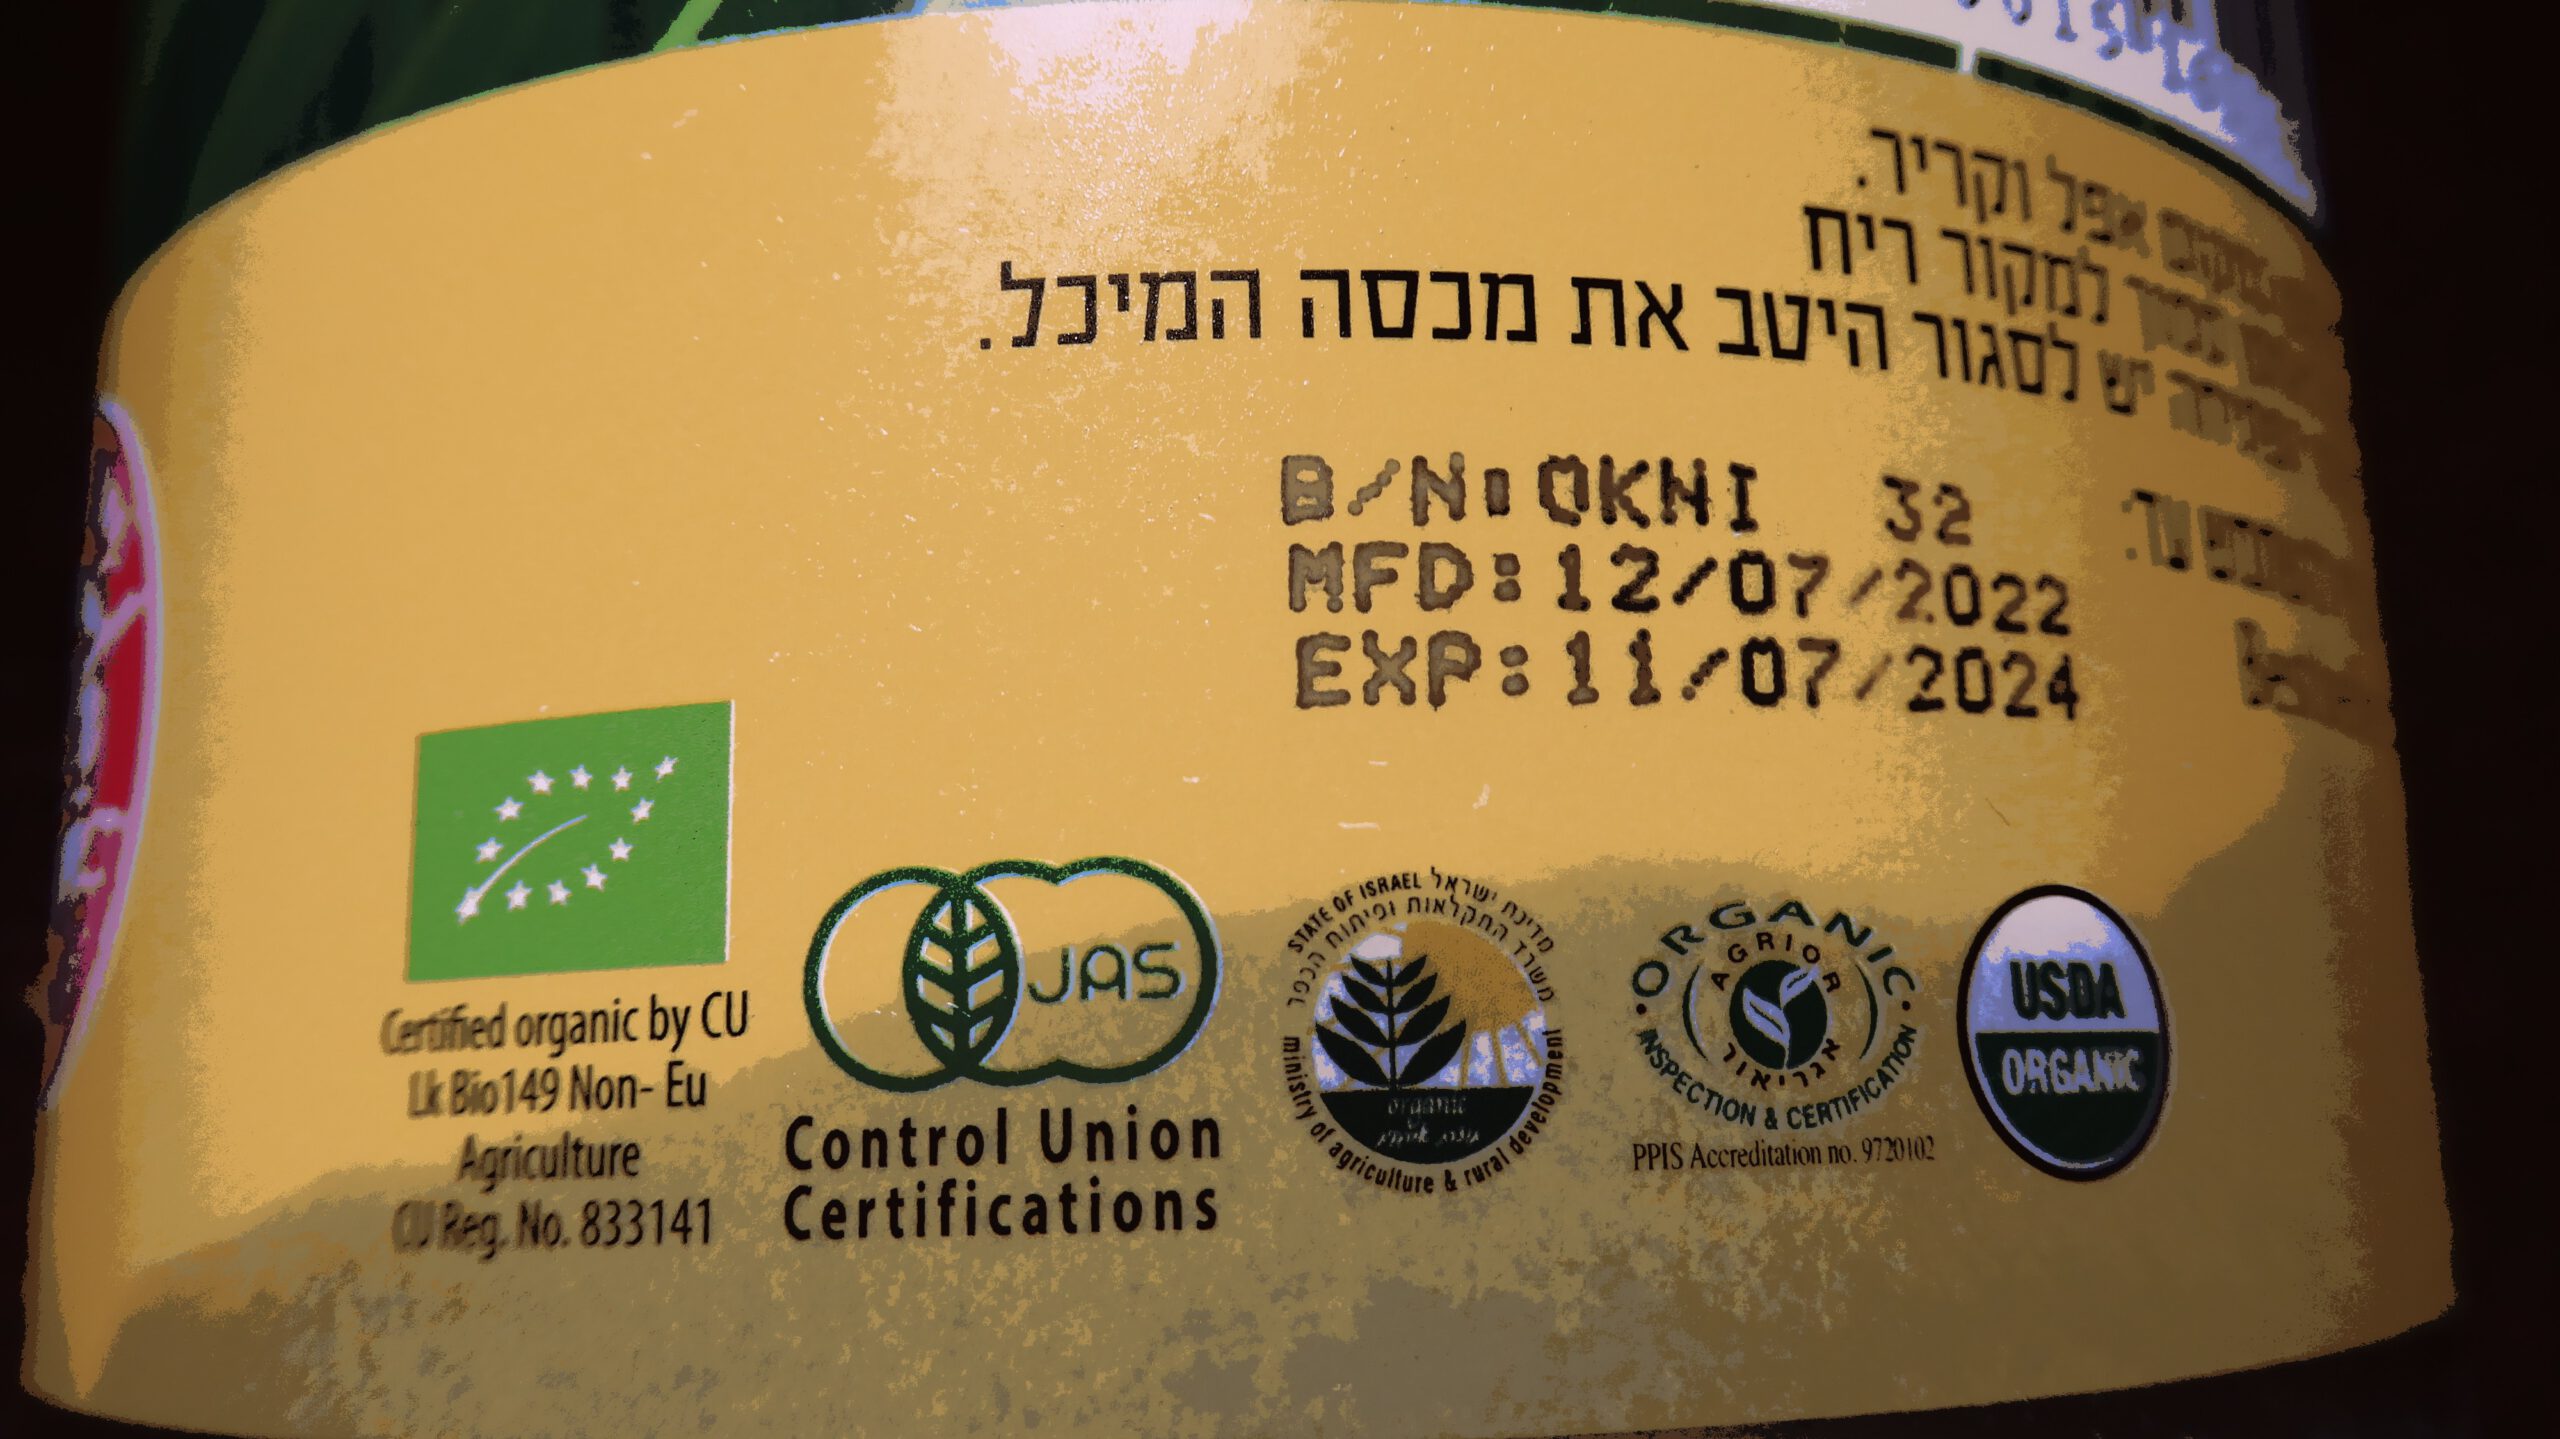 אפל וקריר.
למקור ריח
יש לסגור היטב את מכסה המיכל.
B/N:OKHI 32
MFD:12/07/2022
EXP:11/07/2024
Certified organic by CU
Lk Bio149 Non- Eu
Agriculture
CU Reg. No. 833141
JAS
Control Union
Certifications
STATE OF ISRAEL מדינת ישראל
משרד החקלאות ופיתוח הכפר
organic
ministry of agriculture & rural development
ORGANIC
AGRIOR
אגריאור
INSPECTION & CERTIFICATION
PPIS Accreditation no. 9720102
USDA
ORGANIC